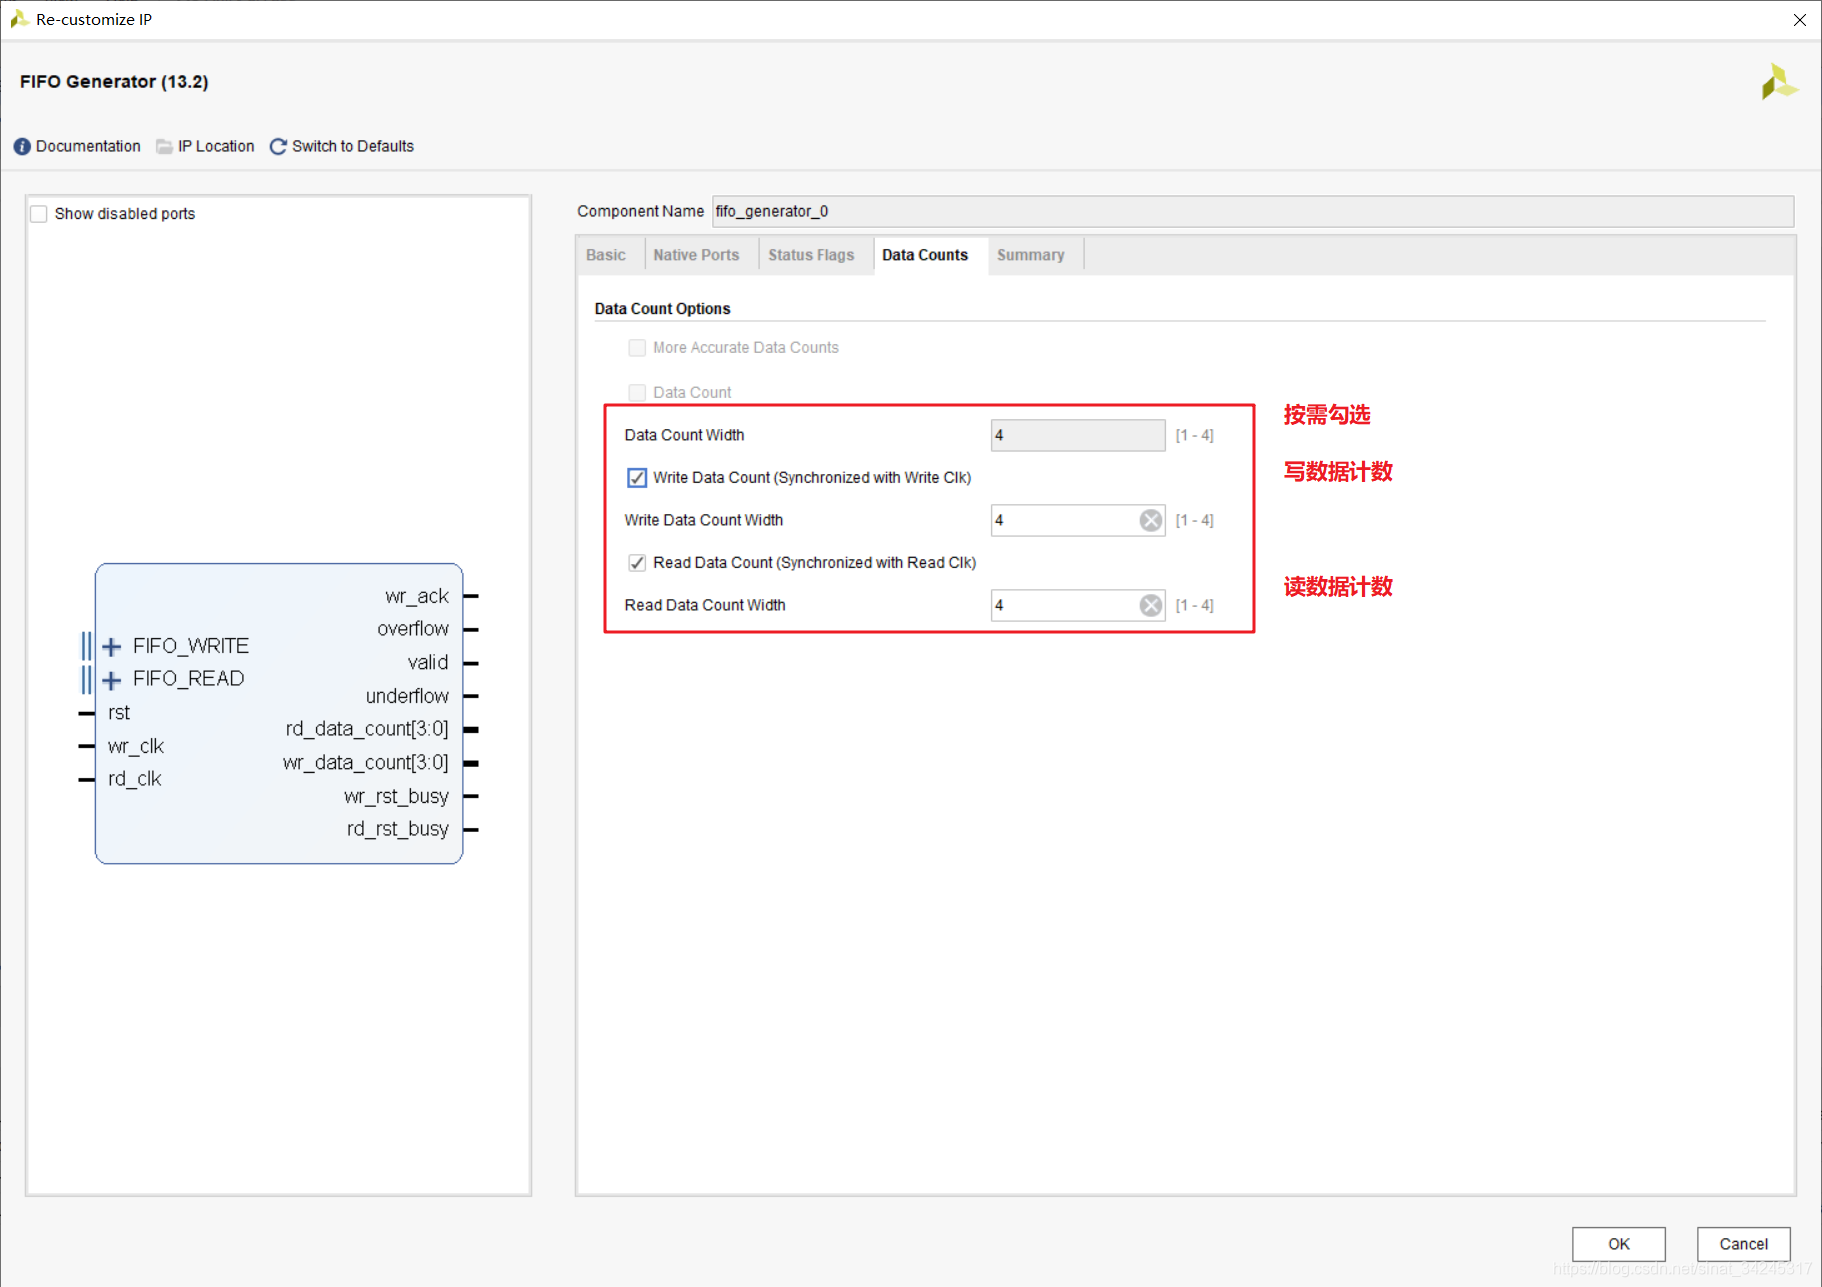 Re-customize IP
FIFO Generator (13.2)
Documentation IP Location Switch to Defaults
Show disabled ports
FIFO_WRITE
FIFO_READ
rst
wr_clk
rd_clk
wr_ack
overflow
valid
underflow
rd_data_count[3:0]
wr_data_count[3:0]
wr_rst_busy
rd_rst_busy
Component Name fifo_generator_0
Basic Native Ports Status Flags Data Counts Summary
Data Count Options
More Accurate Data Counts
Data Count
Data Count Width 4 [1 - 4]
Write Data Count (Synchronized with Write Clk)
Write Data Count Width 4 [1 - 4]
Read Data Count (Synchronized with Read Clk)
Read Data Count Width 4 [1 - 4]
按需勾选
写数据计数
读数据计数
OK Cancel
https://blog.csdn.net/sinat_34245317